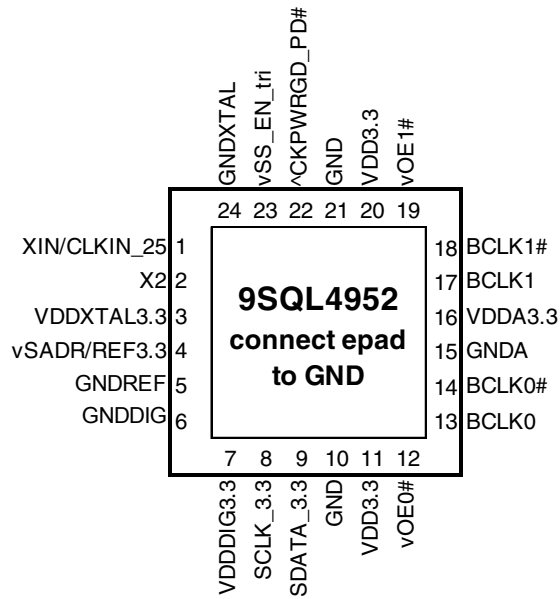 GNDXTAL
vSS_EN_tri
^CKPWRGD_PD#
GND
VDD3.3
vOE1#
24 23 22 21 20 19
XIN/CLKIN_25 1
X2 2
VDDXTAL3.3 3
vSADR/REF3.3 4
GNDREF 5
GNDDIG 6
9SQL4952
connect epad
to GND
18 BCLK1#
17 BCLK1
16 VDDA3.3
15 GNDA
14 BCLK0#
13 BCLK0
7 8 9 10 11 12
VDDDIG3.3
SCLK_3.3
SDATA_3.3
GND
VDD3.3
vOE0#